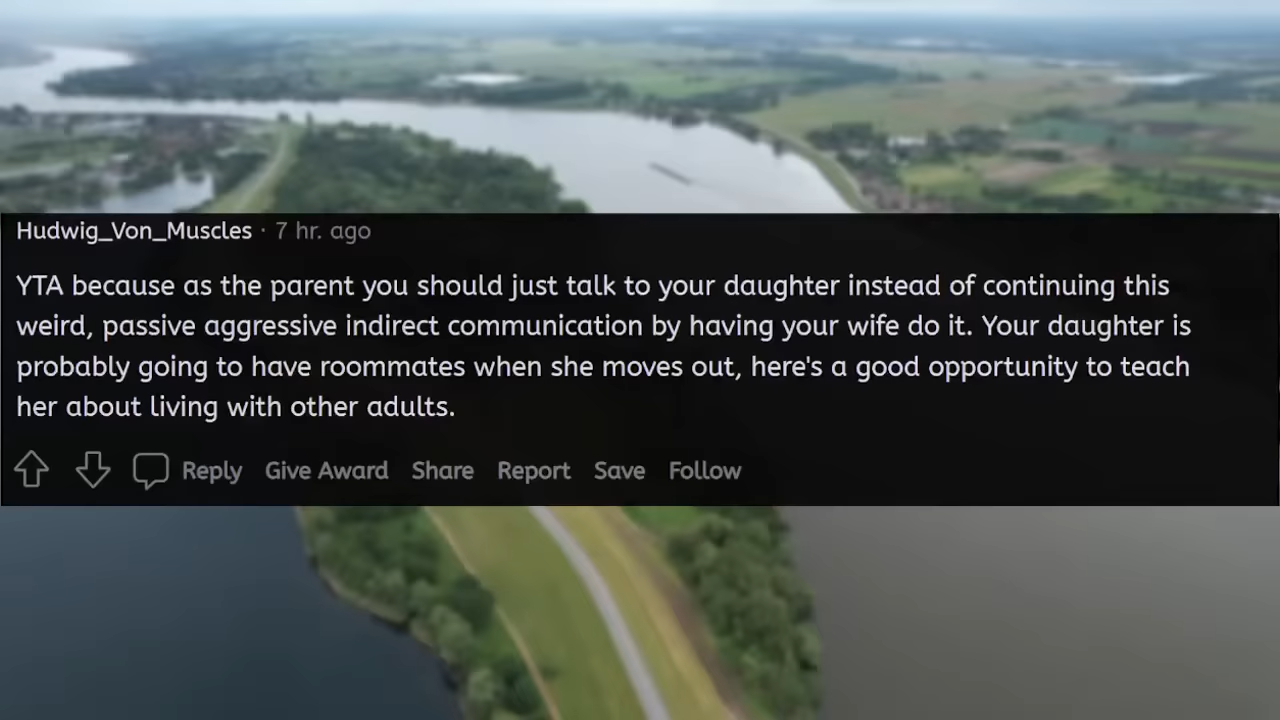 Hudwig_Von_Muscles · 7 hr. ago
YTA because as the parent you should just talk to your daughter instead of continuing this
weird, passive aggressive indirect communication by having your wife do it. Your daughter is
probably going to have roommates when she moves out, here's a good opportunity to teach
her about living with other adults.
Reply Give Award Share Report Save Follow